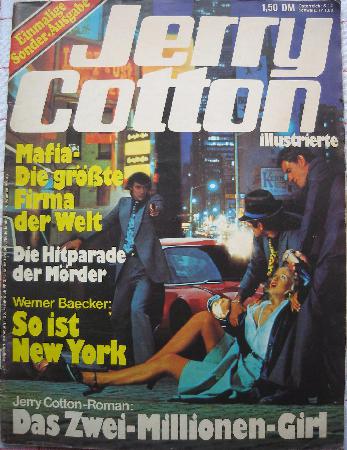 Einmalige
Sonder-Ausgabe
1,50 DM
Jerry
Cotton
illustrierte
Mafia-
Die größte
Firma
der Welt
Die Hitparade
der Mörder
Werner Baecker:
So ist
New York
Jerry Cotton-Roman:
Das Zwei-Millionen-Girl